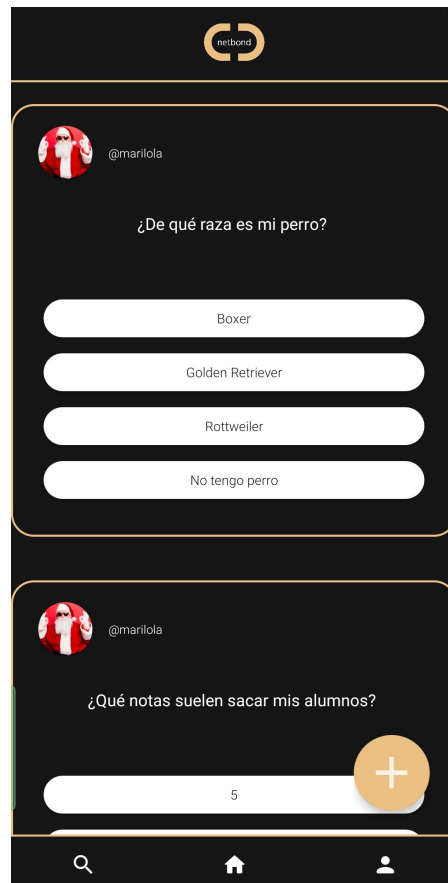 netbond
@marilola
¿De qué raza es mi perro?
Boxer
Golden Retriever
Rottweiler
No tengo perro
@marilola
¿Qué notas suelen sacar mis alumnos?
5